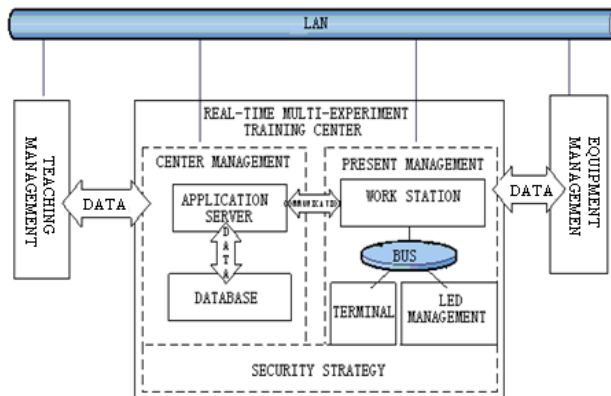 LAN
REAL-TIME MULTI-EXPERIMENT
TRAINING CENTER
TEACHING
MANAGEMENT
DATA
CENTER MANAGEMENT
APPLICATION
SERVER
DATA
DATABASE
PRESENT MANAGEMENT
WORK STATION
BUS
TERMINAL
LED
MANAGEMENT
SECURITY STRATEGY
DATA
EQUIPMENT
MANAGEMEN